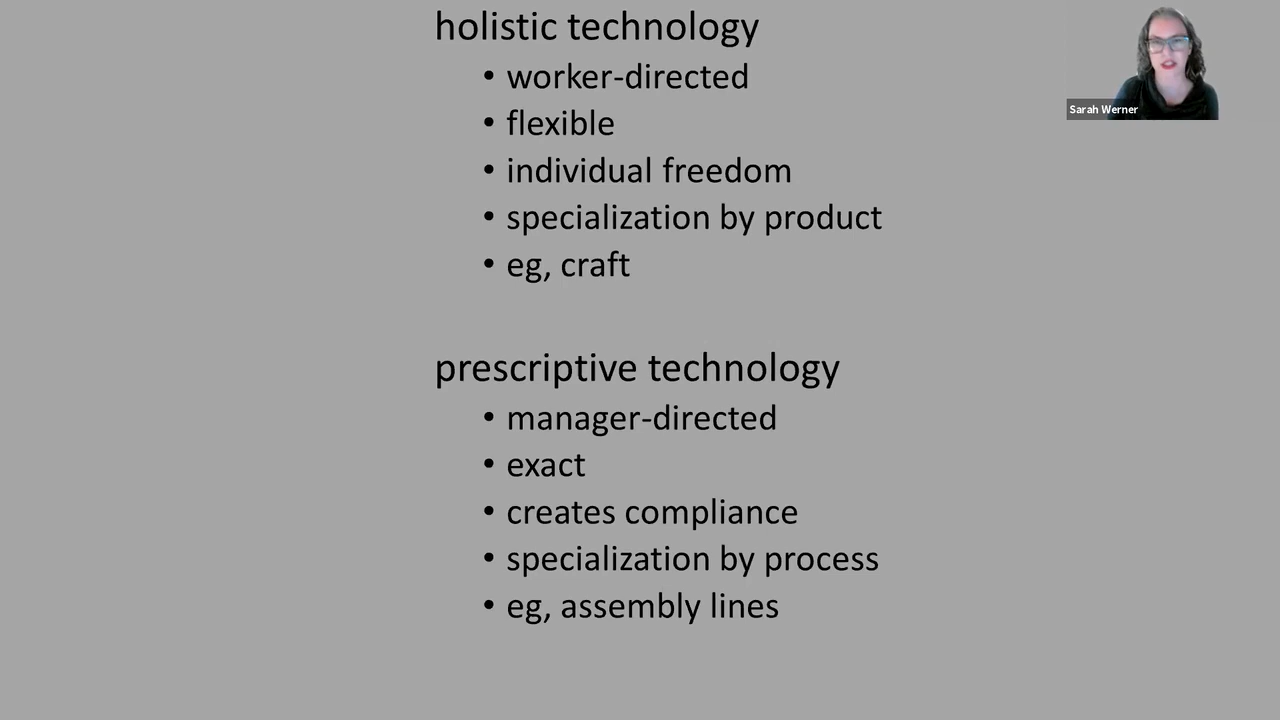 holistic technology
• worker-directed
• flexible
• individual freedom
• specialization by product
• eg, craft
prescriptive technology
• manager-directed
• exact
• creates compliance
• specialization by process
• eg, assembly lines
Sarah Werner